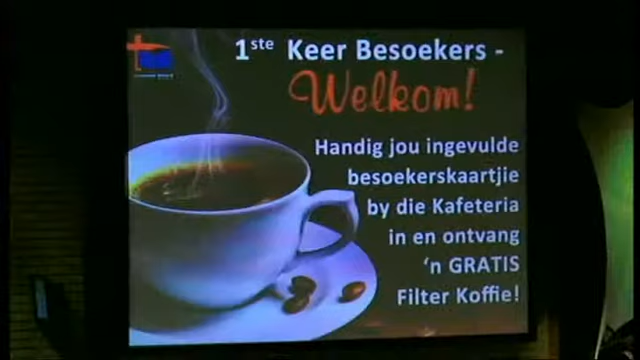 1ste Keer Besoekers -
Welkom!
Handig jou ingevulde
besoekerskaartjie
by die Kafeteria
in en ontvang
‘n GRATIS
Filter Koffie!